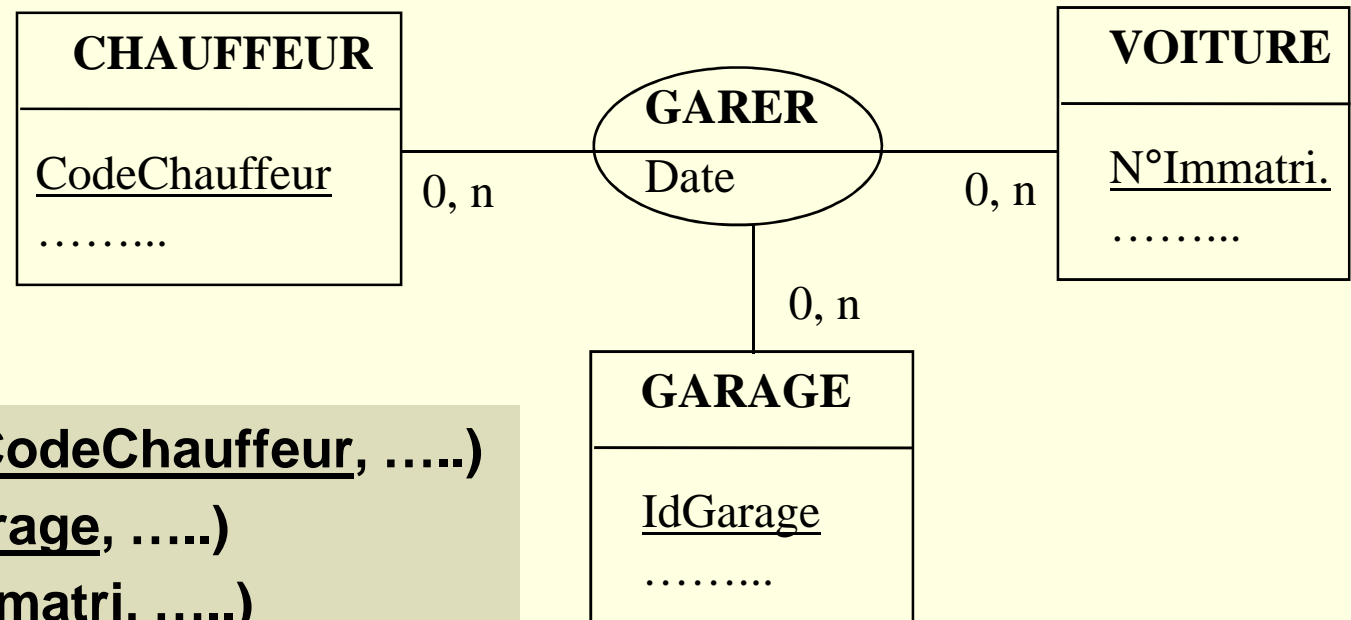 CHAUFFEUR
CodeChauffeur
……...
0, n
GARER
Date
0, n
VOITURE
N°Immatri.
……...
0, n
GARAGE
IdGarage
……...
CodeChauffeur, …..)
rage, …..)
matri, …..)